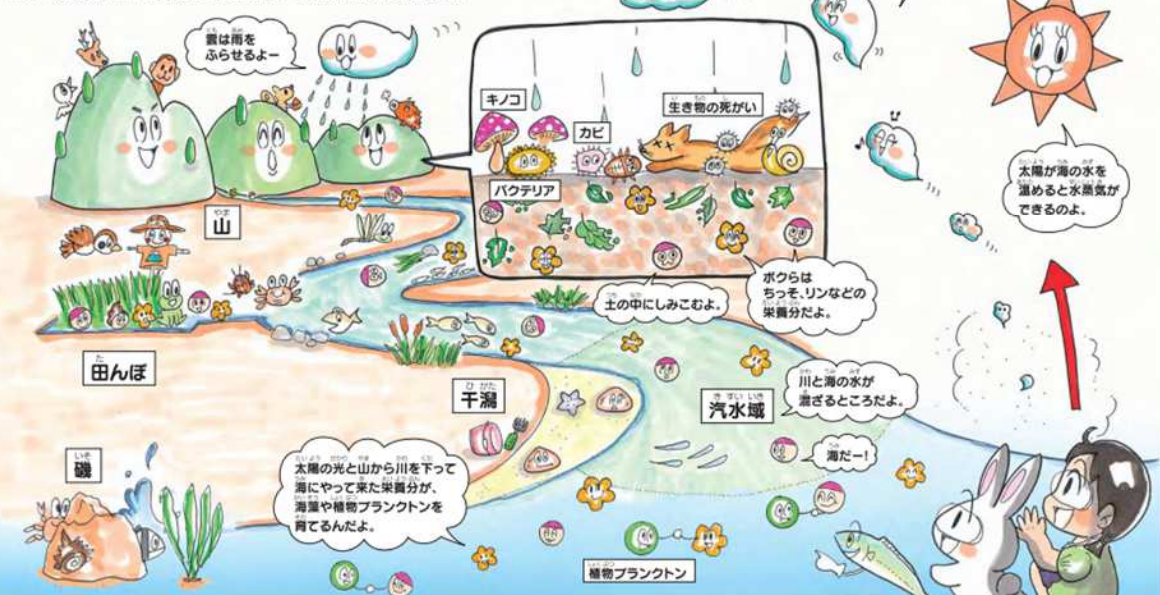 雲は雨を
ふらせるよー
キノコ
カビ
生き物の死がい
バクテリア
太陽が海の水を
温めると水蒸気が
できるのよ。
山
土の中にしみこむよ。
ボクらは
ちっそ、リンなどの
栄養分だよ。
田んぼ
干潟
汽水域
川と海の水が
混ざるところだよ。
海だー!
磯
太陽の光と山から川を下って
海にやって来た栄養分が、
海藻や植物プランクトンを
育てるんだよ。
植物プランクトン